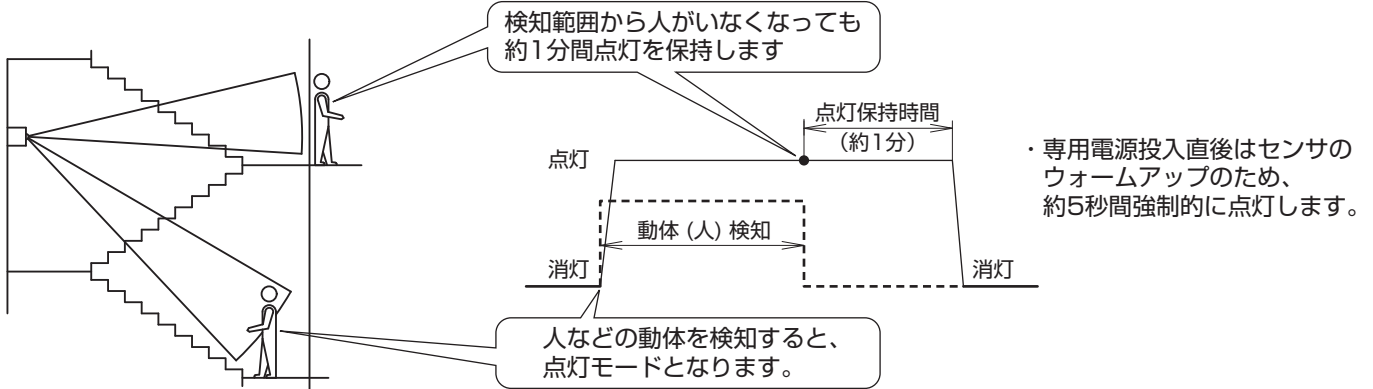 検知範囲から人がいなくなっても
約1分間点灯を保持します
点灯保持時間
（約1分）
点灯
・専用電源投入直後はセンサの
ウォームアップのため、
約5秒間強制的に点灯します。
動体 (人) 検知
消灯
消灯
人などの動体を検知すると、
点灯モードとなります。